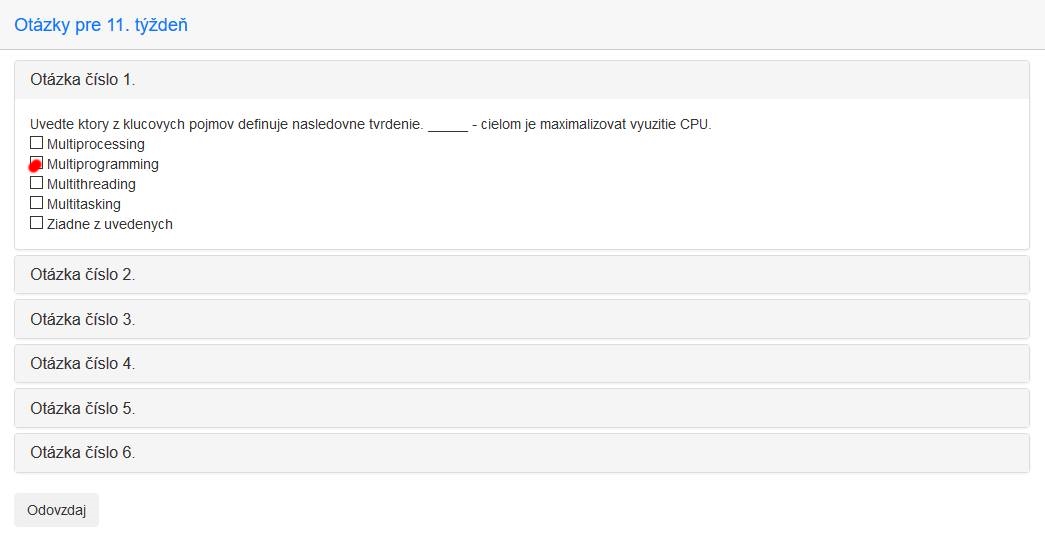 Otázky pre 11. týždeň
Otázka číslo 1.
Uvedte ktory z klucovych pojmov definuje nasledovne tvrdenie. _____ - cielom je maximalizovat vyuzitie CPU.
Multiprocessing
Multiprogramming
Multithreading
Multitasking
Ziadne z uvedenych
Otázka číslo 2.
Otázka číslo 3.
Otázka číslo 4.
Otázka číslo 5.
Otázka číslo 6.
Odovzdaj